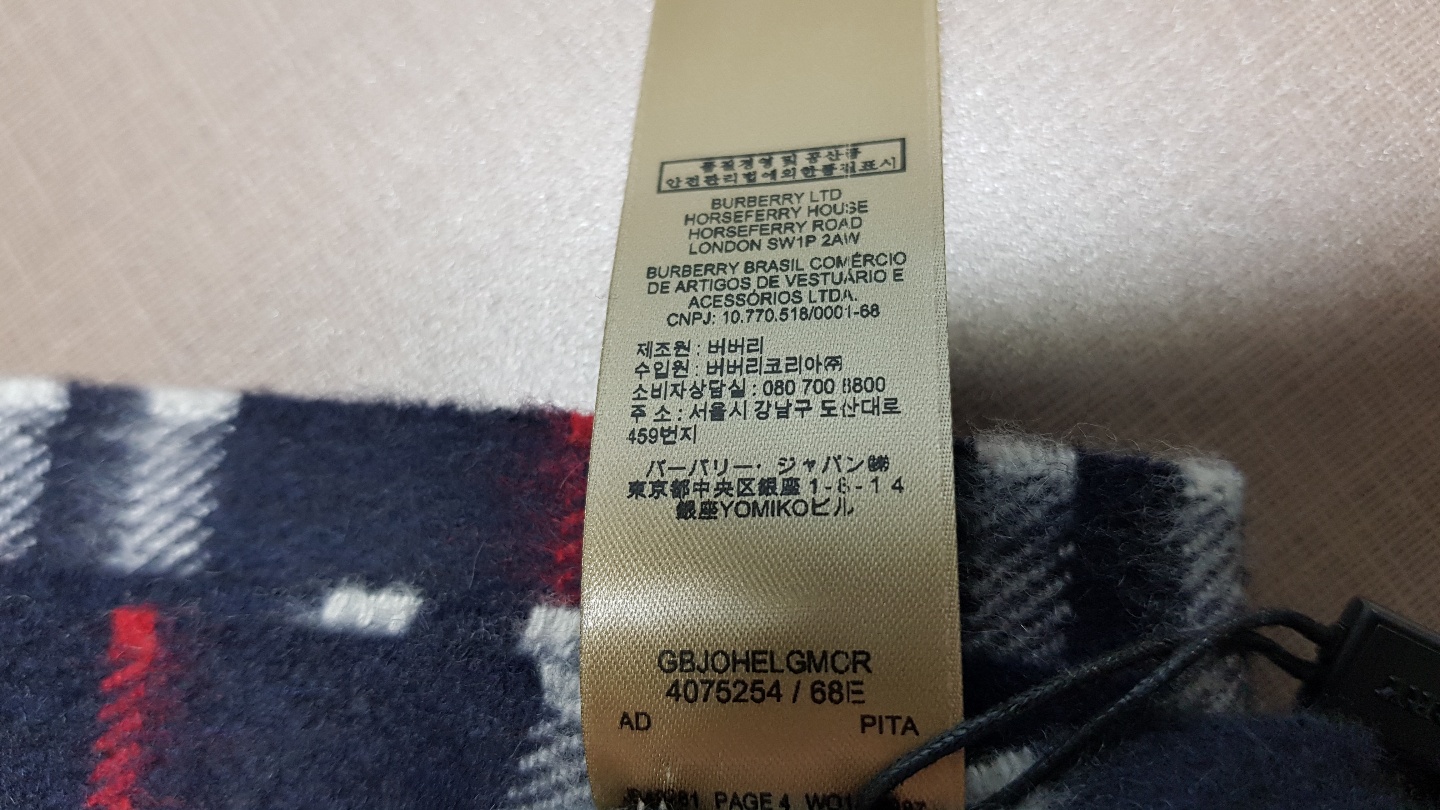 품질경영 및 공산품
안전관리법에의한품질표시
BURBERRY LTD
HORSEFERRY HOUSE
HORSEFERRY ROAD
LONDON SW1P 2AW
BURBERRY BRASIL COMÉRCIO
DE ARTIGOS DE VESTUÁRIO E
ACESSÓRIOS LTDA.
CNPJ: 10.770.518/0001-68
제조원 : 버버리
수입원 : 버버리코리아㈜
소비자상담실 : 080 700 8800
주 소 : 서울시 강남구 도산대로
459번지
バーバリー・ジャパン㈱
東京都中央区銀座
銀座YOMIKOビル
GBJOHELGMCR
4075254 / 68E
AD PITA
PAGE 4